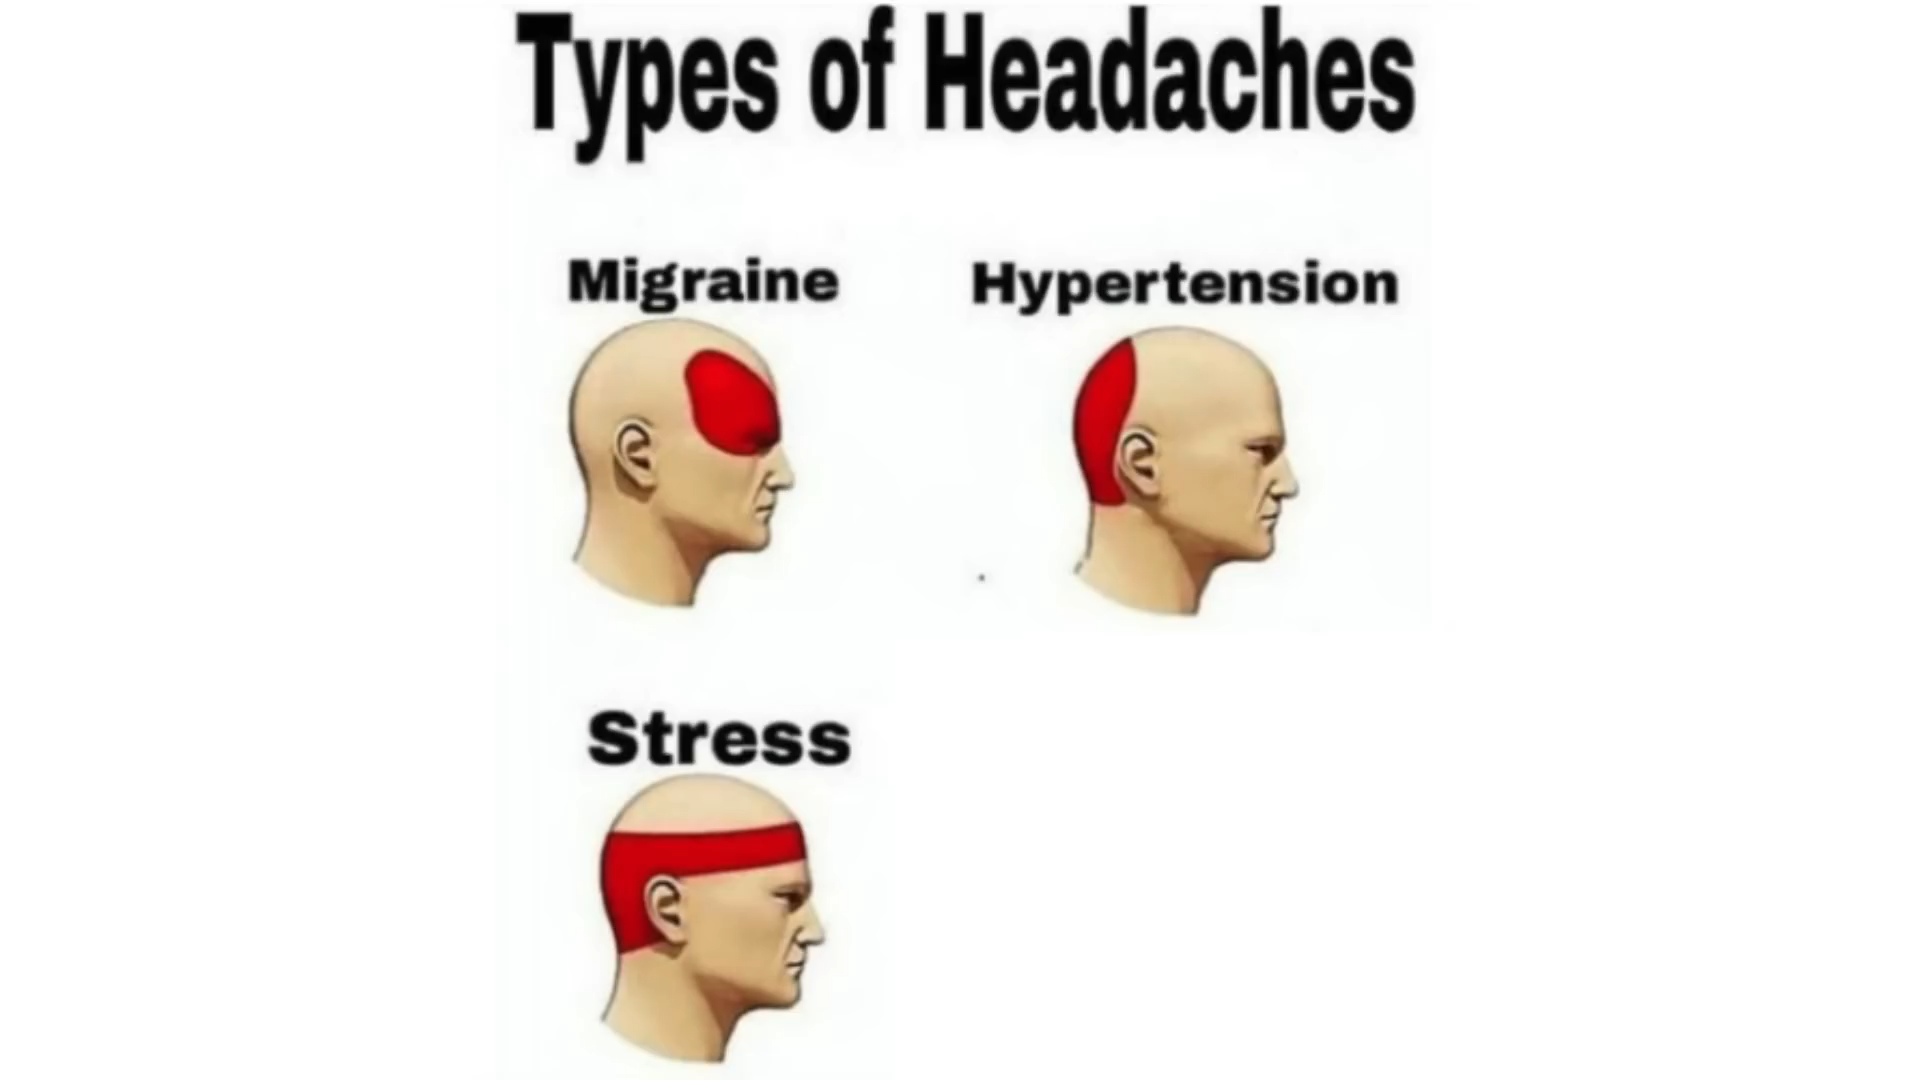 Types of Headaches
Migraine
Hypertension
Stress